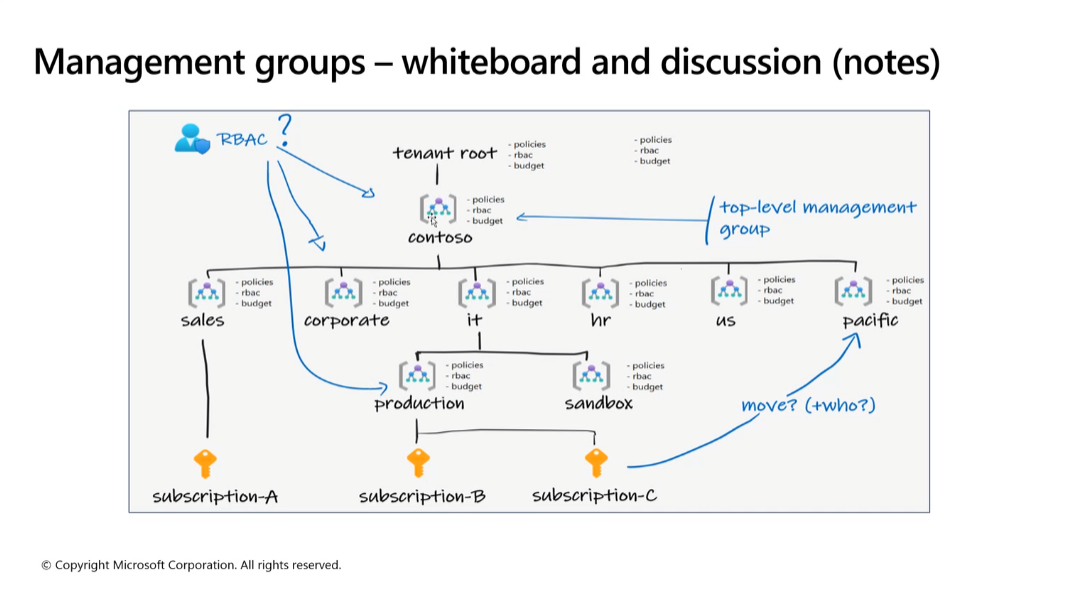 Management groups – whiteboard and discussion (notes)
RBAC ?
tenant root
- policies
- rbac
- budget
- policies
- rbac
- budget
- policies
- rbac
- budget
contoso
top-level management
group
- policies
- rbac
- budget
sales
- policies
- rbac
- budget
corporate
- policies
- rbac
- budget
it
- policies
- rbac
- budget
hr
- policies
- rbac
- budget
us
- policies
- rbac
- budget
pacific
- policies
- rbac
- budget
production
- policies
- rbac
- budget
sandbox
move? (+who?)
subscription-A
subscription-B
subscription-C
© Copyright Microsoft Corporation. All rights reserved.